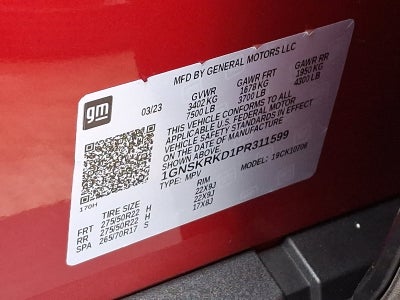 gm
MFD BY GENERAL MOTORS LLC
03/23 GVWR GAWR FRT GAWR RR
3402 KG 1678 KG 1950 KG
7500 LB 3700 LB 4300 LB
THIS VEHICLE CONFORMS TO ALL
APPLICABLE U.S. FEDERAL MOTOR
VEHICLE SAFETY STANDARDS IN EFFECT
ON THE DATE OF MANUFACTURE
SHOWN ABOVE.
1GNSKRKD1PR311599
TYPE: MPV MODEL: 19CK10706
170H
TIRE SIZE RIM
FRT 275/50R22 H 22X9J
RR 275/50R22 H 22X9J
SPA 265/70R17 S 17X8J